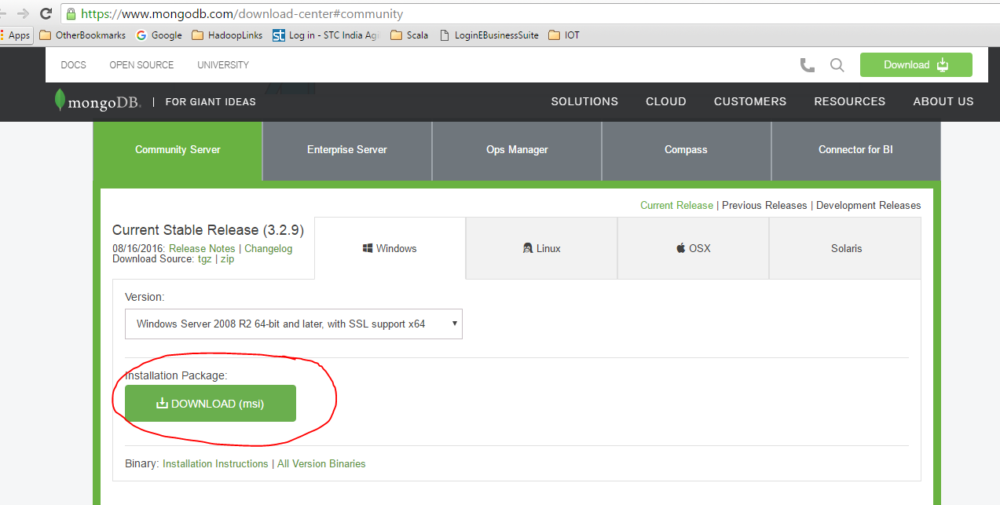 https://www.mongodb.com/download-center#community
Apps OtherBookmarks Google HadoopLinks Log in - STC India Agi Scala LoginEBusinessSuite IOT
DOCS OPEN SOURCE UNIVERSITY Download
mongoDB. | FOR GIANT IDEAS SOLUTIONS CLOUD CUSTOMERS RESOURCES ABOUT US
Community Server Enterprise Server Ops Manager Compass Connector for BI
Current Release | Previous Releases | Development Releases
Current Stable Release (3.2.9)
08/16/2016: Release Notes | Changelog
Download Source: tgz | zip
Windows Linux OSX Solaris
Version:
Windows Server 2008 R2 64-bit and later, with SSL support x64
Installation Package:
DOWNLOAD (msi)
Binary: Installation Instructions | All Version Binaries